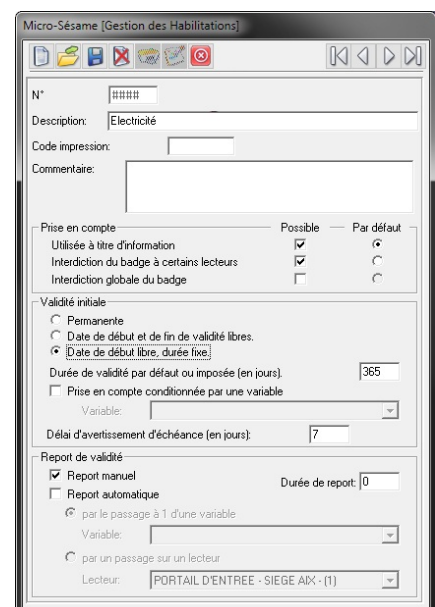 Micro-Sésame [Gestion des Habilitations]
N° ####
Description: Electricité
Code impression:
Commentaire:
Prise en compte Possible Par défaut
Utilisée à titre d'information
Interdiction du badge à certains lecteurs
Interdiction globale du badge
Validité initiale
Permanente
Date de début et de fin de validité libres.
Date de début libre, durée fixe.
Durée de validité par défaut ou imposée (en jours). 365
Prise en compte conditionnée par une variable
Variable:
Délai d'avertissement d'échéance (en jours): 7
Report de validité
Report manuel Durée de report: 0
Report automatique
par le passage à 1 d'une variable
Variable:
par un passage sur un lecteur
Lecteur: PORTAIL D'ENTREE - SIEGE AIX - (1)